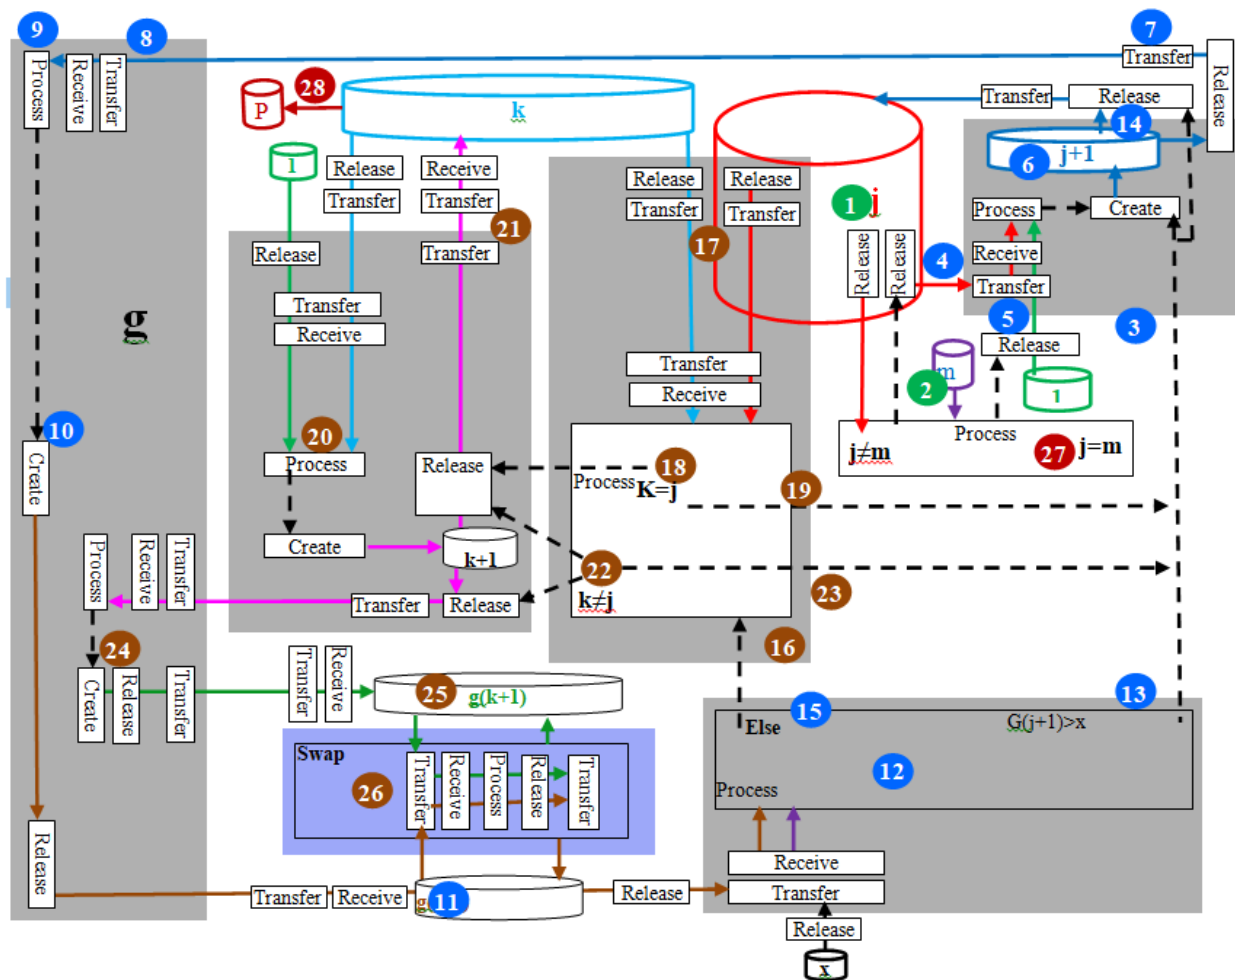 9
8
7
Transfer
Release
Process
Receive
Transfer
28
P
k
Transfer
Release
14
j+1
6
1
Release
Transfer
Receive
Transfer
Release
Transfer
Release
Transfer
1
j
Process
Create
21
17
Release
Release
4
Receive
Transfer
Release
Transfer
Transfer
Receive
g
5
3
Release
m
2
1
Transfer
Receive
10
Create
20
Process
Release
18
Process
K=j
19
Process
j≠m
27
j=m
Create
k+1
22
k≠j
23
Process
Receive
Transfer
Transfer
Release
16
24
Create
Release
Transfer
Transfer
Receive
25
g(k+1)
15
13
Else
G(j+1)>x
Swap
26
Transfer
Receive
Process
Release
Transfer
12
Process
Release
Transfer
Receive
g
11
Release
Receive
Transfer
Release
x